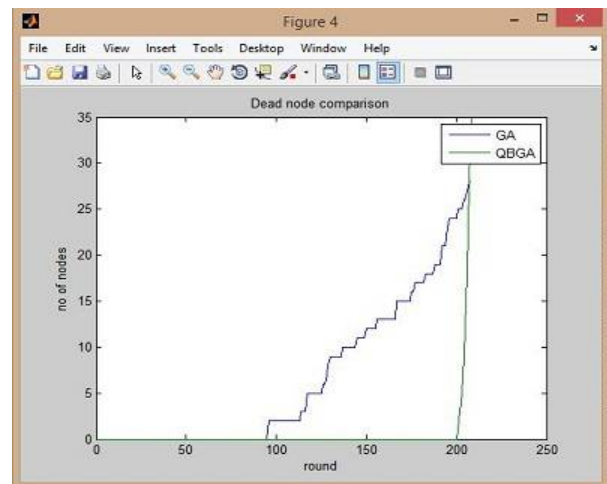 Figure 4
File Edit View Insert Tools Desktop Window Help
Dead node comparison
35
30
25
20
15
10
5
0
no of nodes
GA
QBGA
0 50 100 150 200 250
round